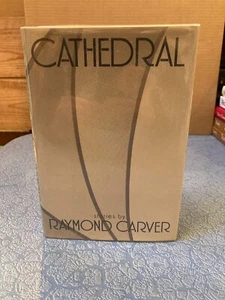 CATHEDRAL
stories by
RAYMOND CARVER